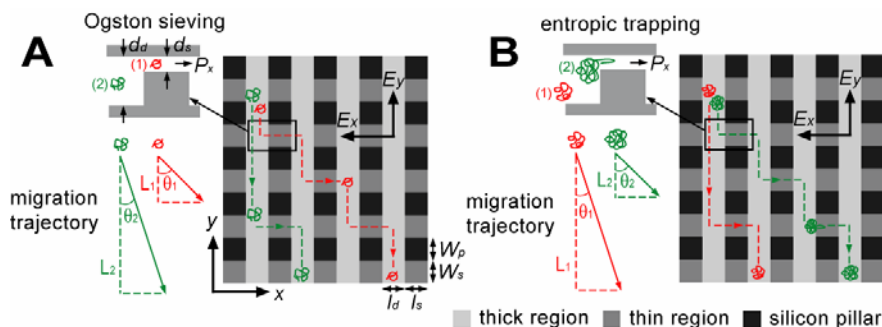 Ogston sieving
A
d_d
d_s
(1)
P_x
(2)
E_y
E_x
θ_2
L_1
θ_1
migration
trajectory
L_2
y
x
W_p
W_s
l_d
l_s
entropic trapping
B
(2)
P_x
(1)
E_y
E_x
θ_1
L_2
θ_2
migration
trajectory
L_1
thick region
thin region
silicon pillar